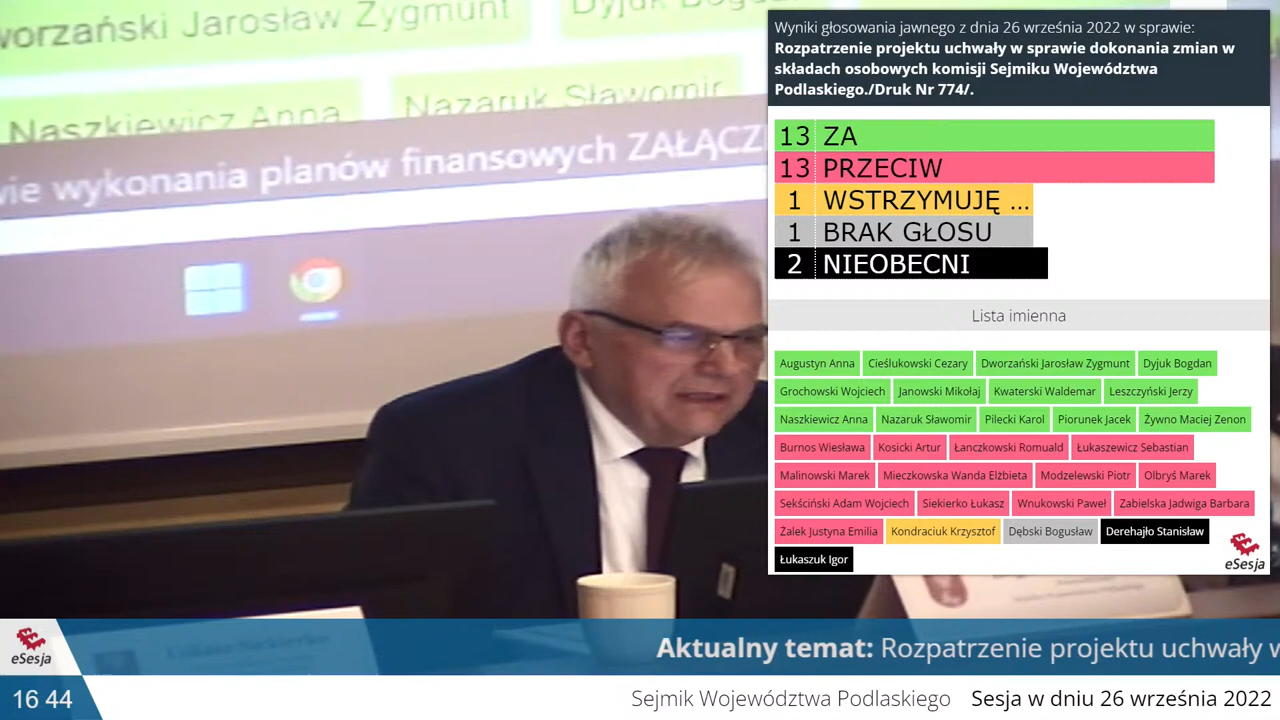 worzański Jarosław Zygmunt
Dyjuk Bogdan
Naszkiewicz Anna
Nazaruk Sławomir
wie wykonania planów finansowych ZAŁĄCZ
Wyniki głosowania jawnego z dnia 26 września 2022 w sprawie:
Rozpatrzenie projektu uchwały w sprawie dokonania zmian w
składach osobowych komisji Sejmiku Województwa
Podlaskiego./Druk Nr 774/.
13 ZA
13 PRZECIW
1 WSTRZYMUJĘ ...
1 BRAK GŁOSU
2 NIEOBECNI
Lista imienna
Augustyn Anna Cieślukowski Cezary Dworzański Jarosław Zygmunt Dyjuk Bogdan
Grochowski Wojciech Janowski Mikołaj Kwaterski Waldemar Leszczyński Jerzy
Naszkiewicz Anna Nazaruk Sławomir Pilecki Karol Piorunek Jacek Żywno Maciej Zenon
Burnos Wiesława Kosicki Artur Łanczkowski Romuald Łukaszewicz Sebastian
Malinowski Marek Mieczkowska Wanda Elżbieta Modzelewski Piotr Olbryś Marek
Sekściński Adam Wojciech Siekierko Łukasz Wnukowski Paweł Zabielska Jadwiga Barbara
Żalek Justyna Emilia Kondraciuk Krzysztof Dębski Bogusław Derehajło Stanisław
Łukaszuk Igor
eSesja
eSesja
Aktualny temat: Rozpatrzenie projektu uchwały w
16 44
Sejmik Województwa Podlaskiego Sesja w dniu 26 września 2022